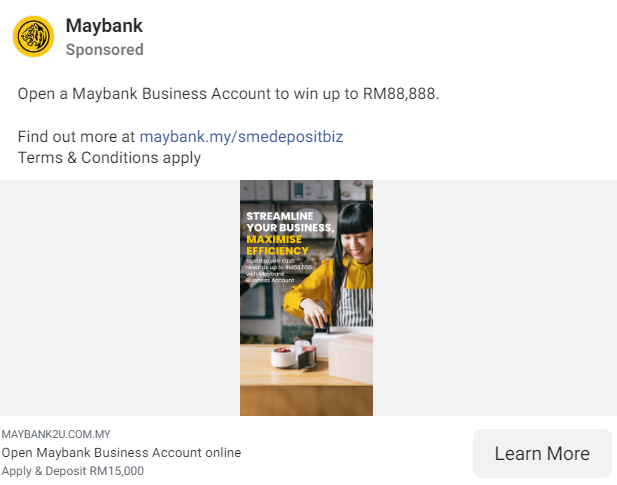 Maybank
Sponsored
Open a Maybank Business Account to win up to RM88,888.
Find out more at maybank.my/smedepositbiz
Terms & Conditions apply
STREAMLINE
YOUR BUSINESS,
MAXIMISE
EFFICIENCY
Stand to win cash
rewards up to RM88,888
with Maybank
Business Account
MAYBANK2U.COM.MY
Open Maybank Business Account online
Apply & Deposit RM15,000
Learn More